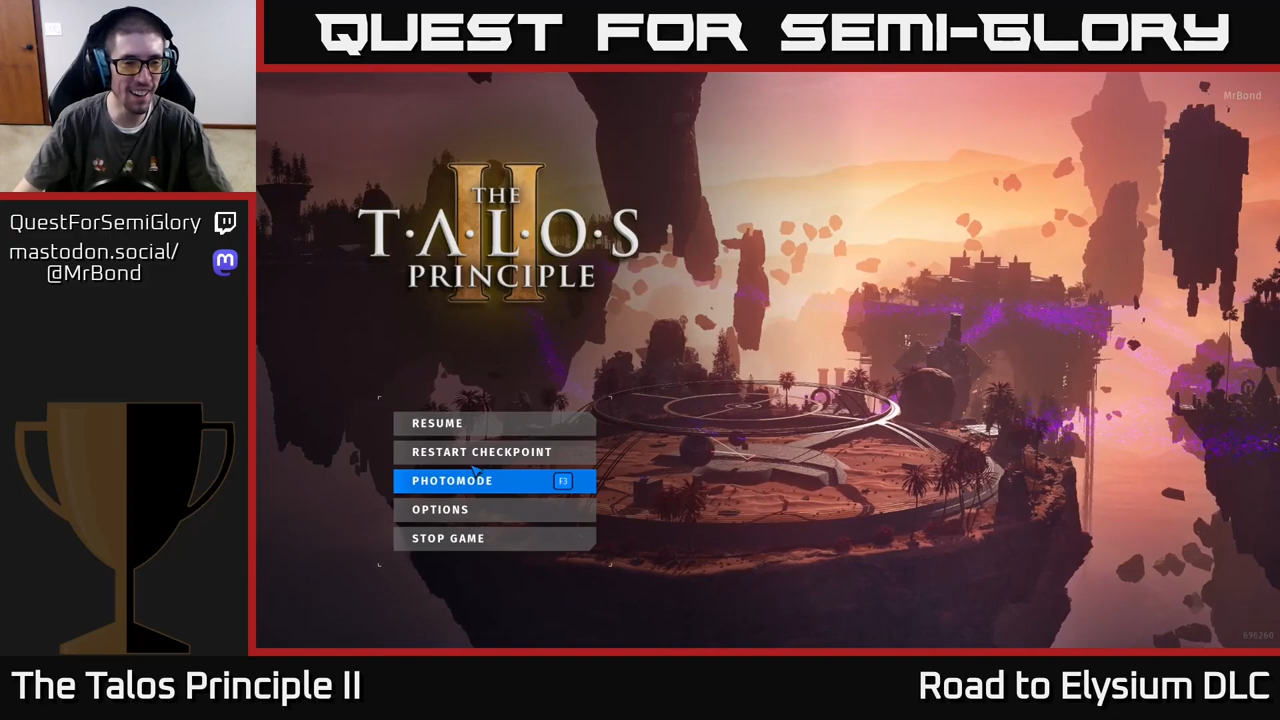 QUEST FOR SEMI-GLORY
QuestForSemiGlory
mastodon.social/
@MrBond
MrBond
II
THE
T·A·L·O·S
PRINCIPLE
RESUME
RESTART CHECKPOINT
PHOTOMODE F3
OPTIONS
STOP GAME
696260
The Talos Principle II
Road to Elysium DLC